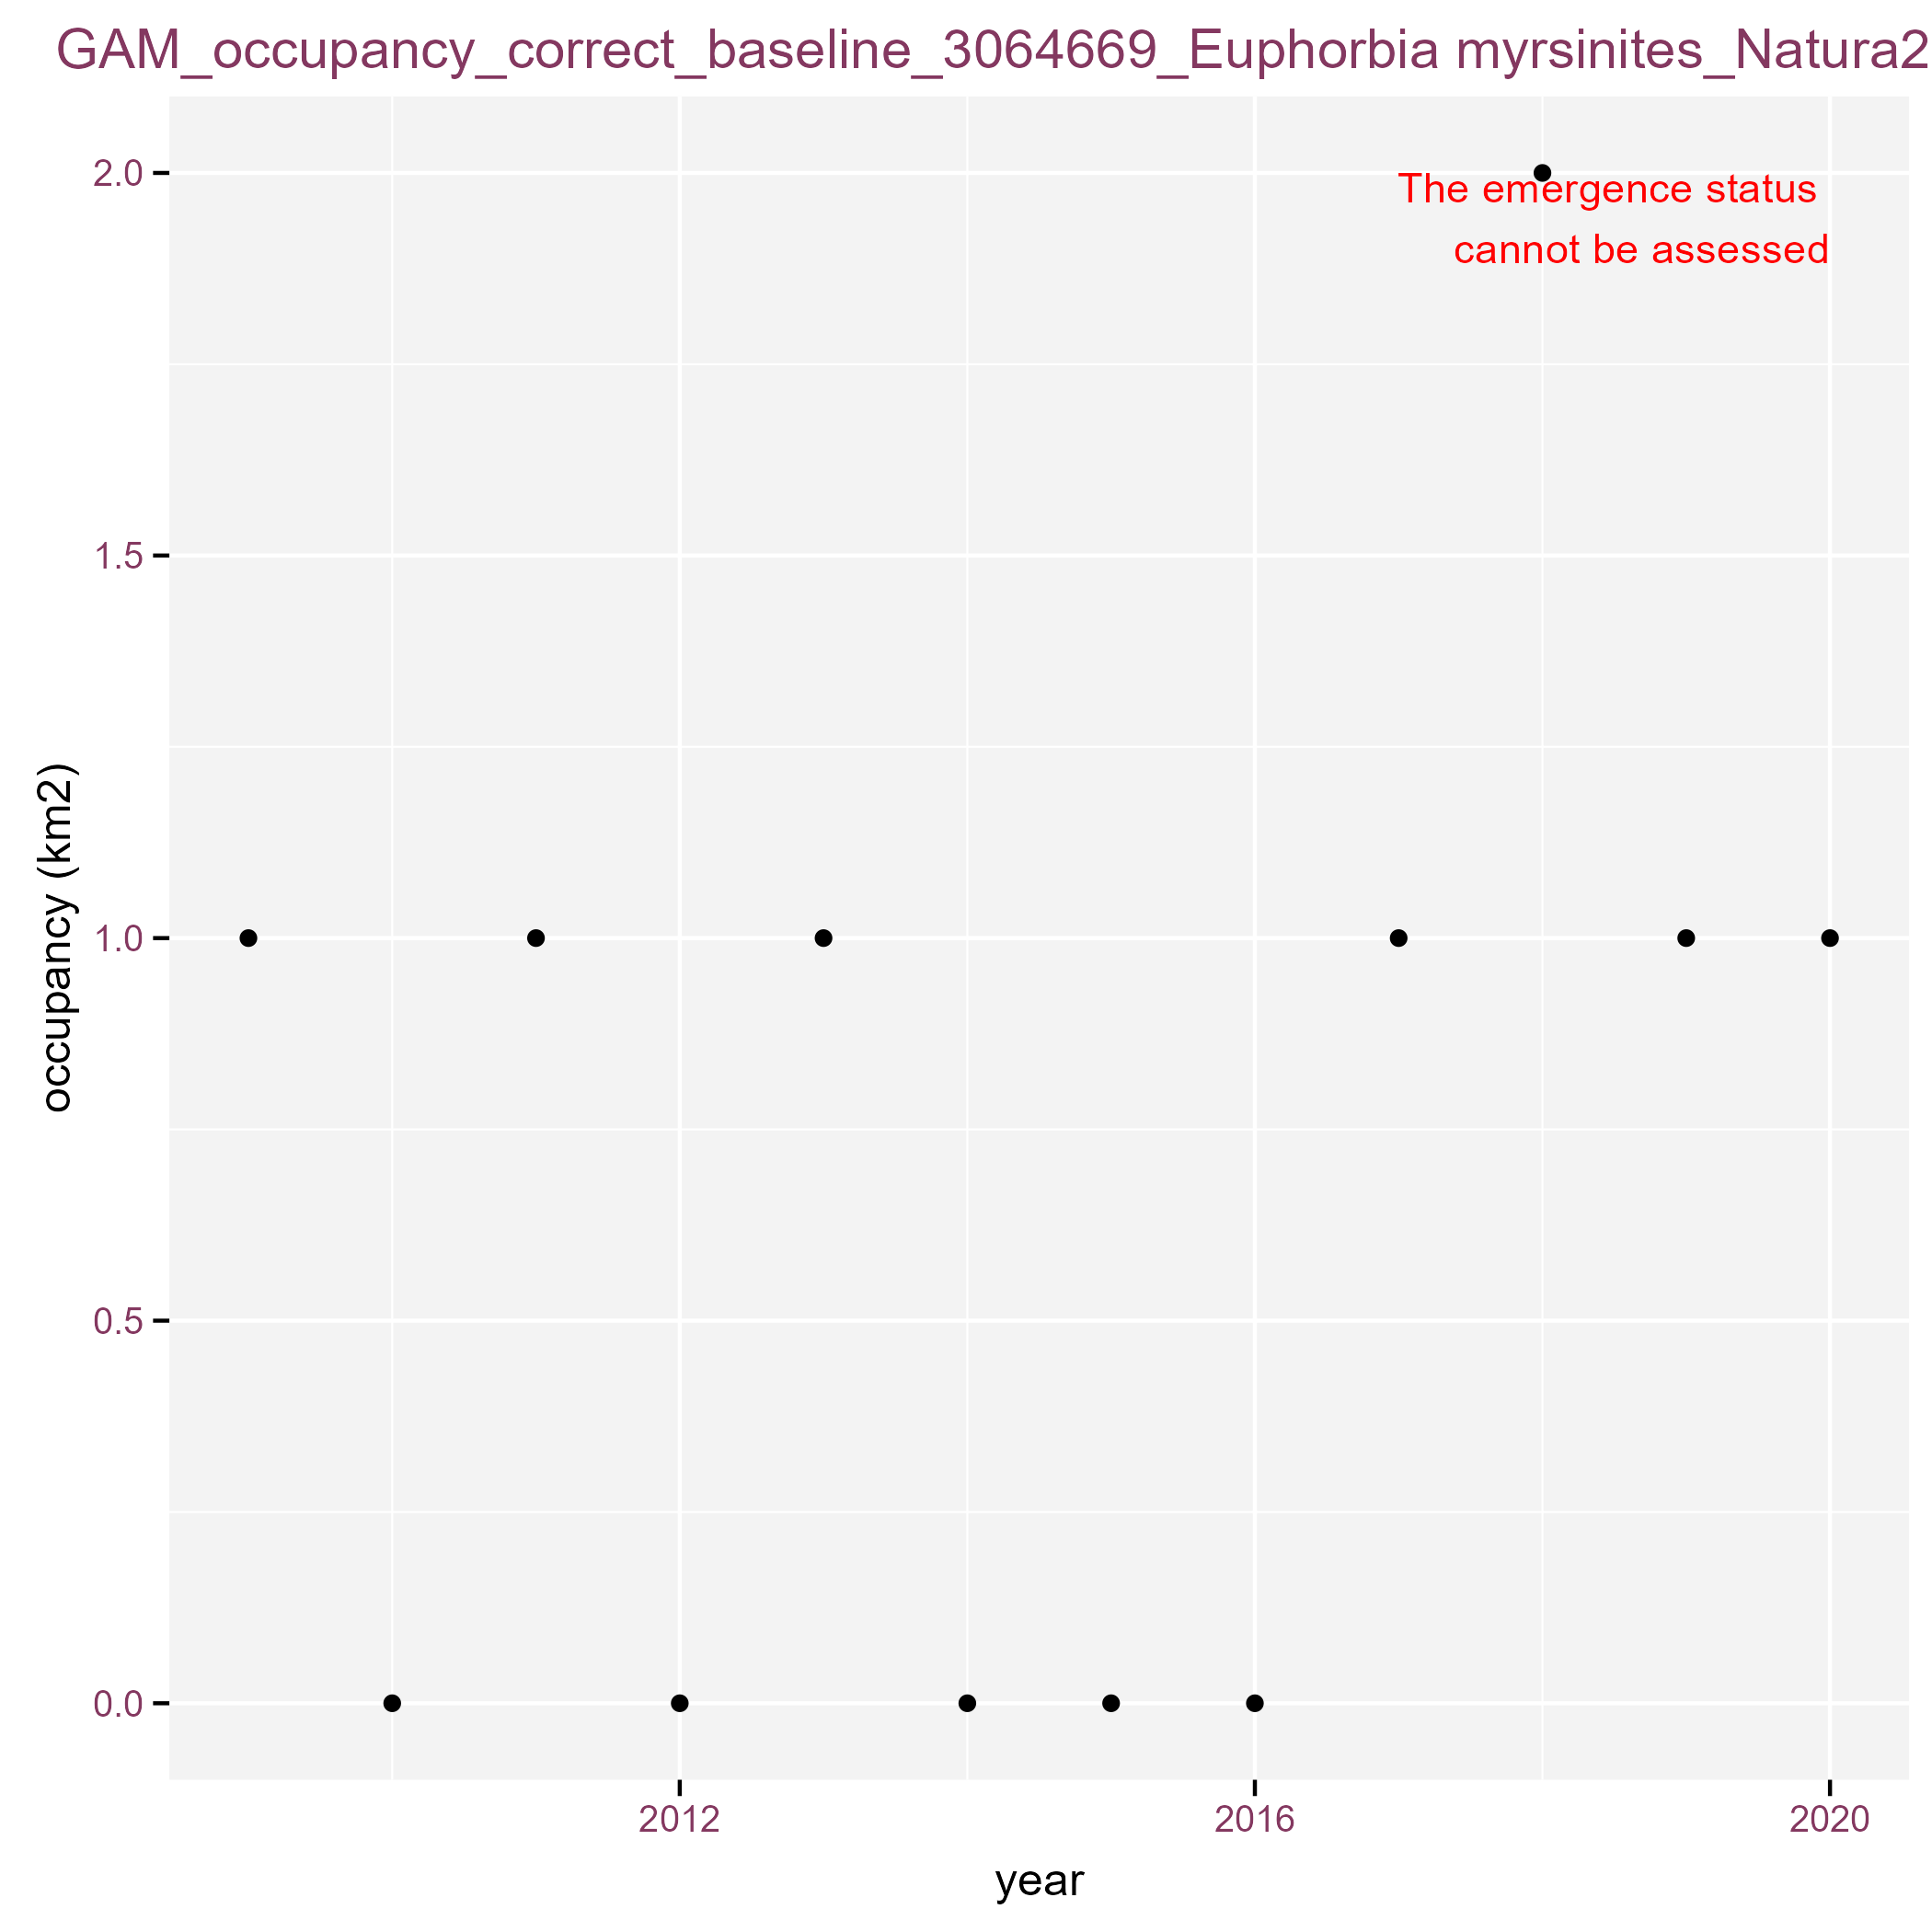 GAM_occupancy_correct_baseline_3064669_Euphorbia myrsinites_Natura2
2.0
The emergence status
cannot be assessed
1.5
occupancy (km2)
1.0
0.5
0.0
2012 2016 2020
year